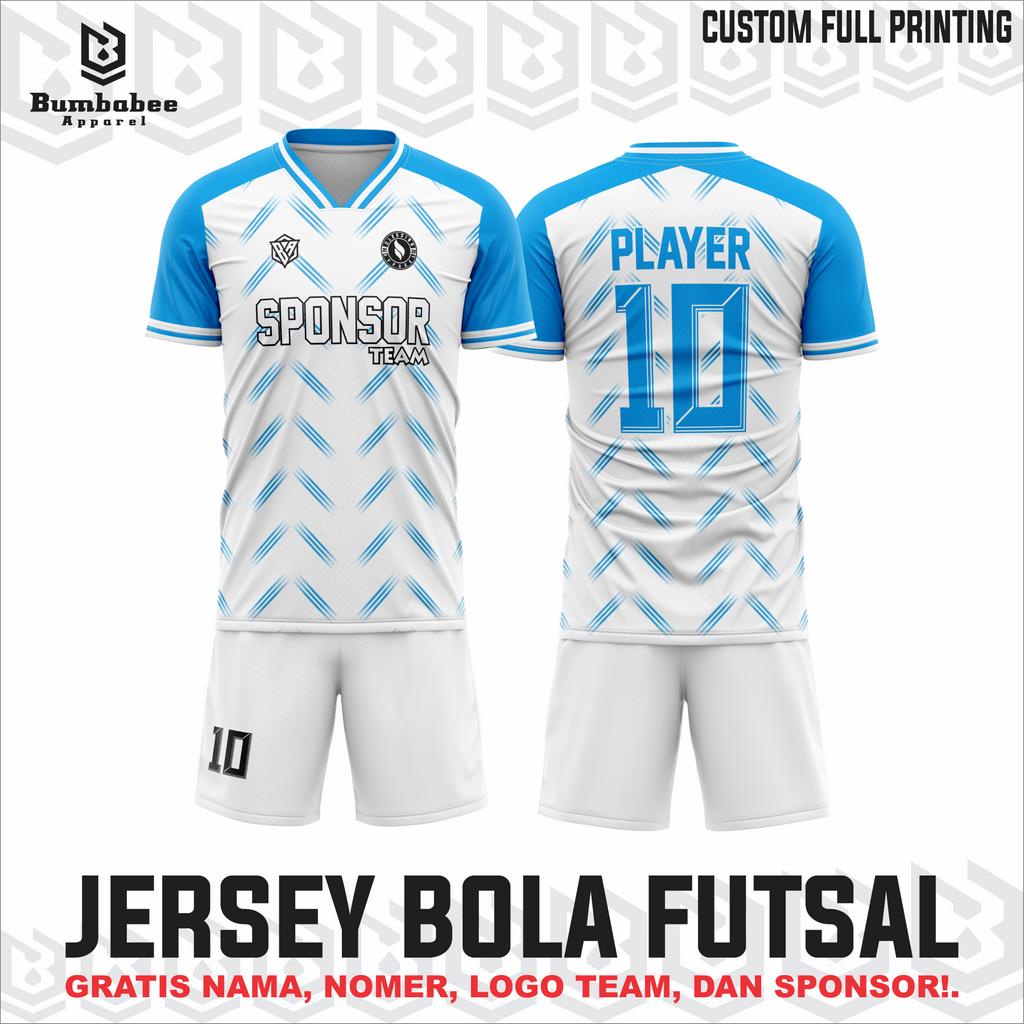 CUSTOM FULL PRINTING
Bumbabee
Apparel
SPONSOR
TEAM
PLAYER
10
10
JERSEY BOLA FUTSAL
GRATIS NAMA, NOMER, LOGO TEAM, DAN SPONSOR!.